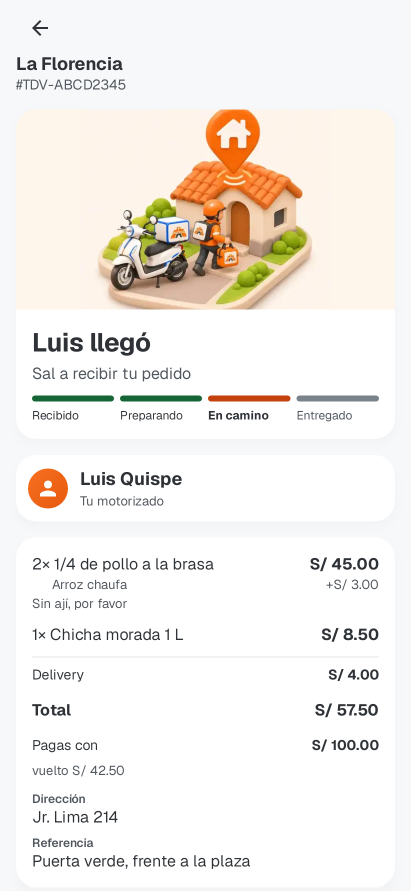 La Florencia
#TDV-ABCD2345
Luis llegó
Sal a recibir tu pedido
Recibido Preparando En camino Entregado
Luis Quispe
Tu motorizado
2× 1/4 de pollo a la brasa S/ 45.00
Arroz chaufa +S/ 3.00
Sin ají, por favor
1× Chicha morada 1 L S/ 8.50
Delivery S/ 4.00
Total S/ 57.50
Pagas con S/ 100.00
vuelto S/ 42.50
Dirección
Jr. Lima 214
Referencia
Puerta verde, frente a la plaza